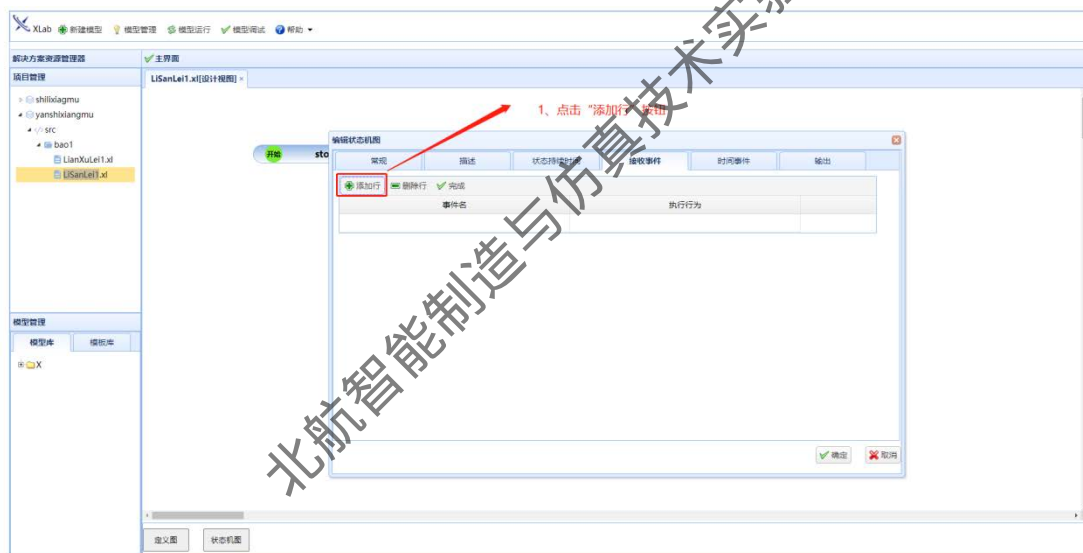 XLab 新建模型 模型管理 模型运行 模型调试 帮助
解决方案资源管理器
主界面
项目管理
LiSanLei1.xl[设计视图] ×
shilixiagmu
yanshixiangmu
src
bao1
LianXuLei1.xl
LiSanLei1.xl
1、点击“添加行”按钮
开始 sto
编辑状态机图
常规 描述 状态持续时间 接收事件 时间事件 输出
添加行 删除行 完成
事件名 执行行为
确定 取消
模型管理
模型库 模板库
X
定义图 状态机图
北航智能制造与仿真技术实验